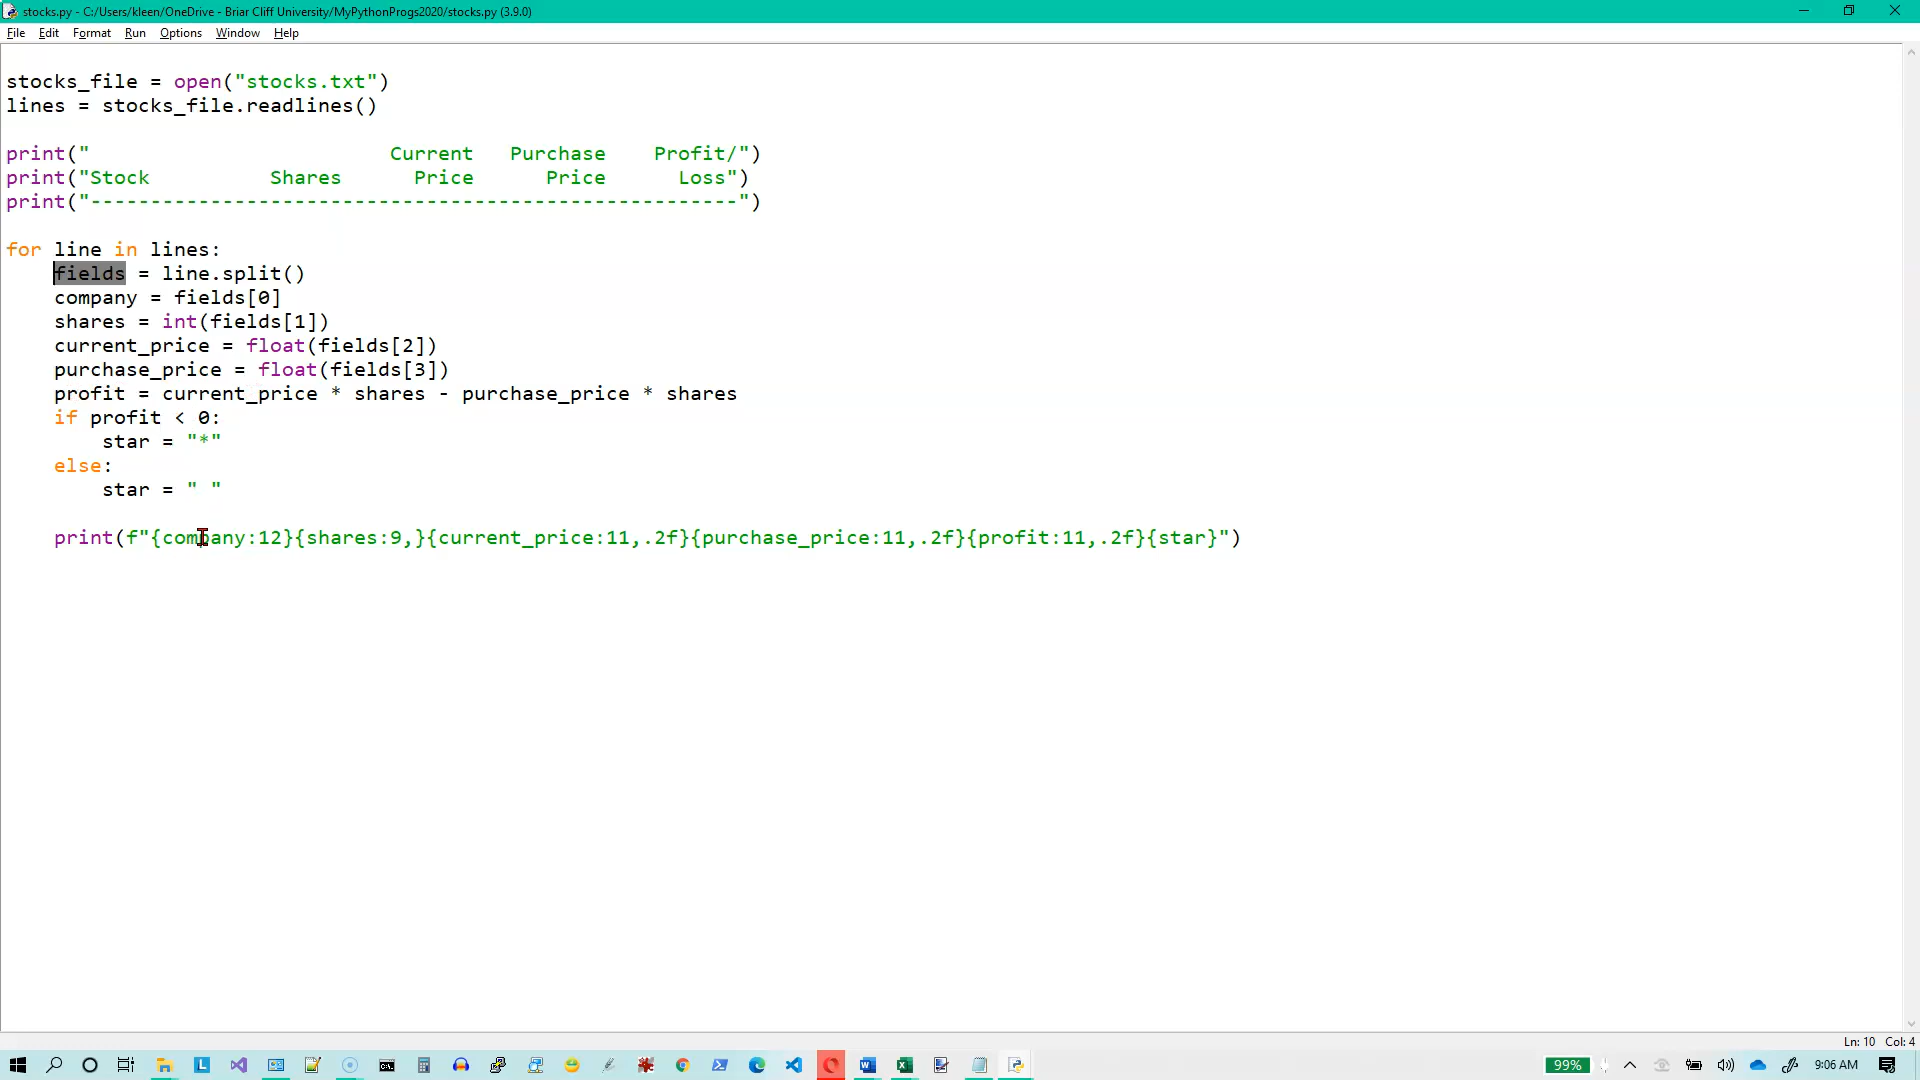 stocks.py - C:/Users/kleen/OneDrive - Briar Cliff University/MyPythonProgs2020/stocks.py (3.9.0)
File Edit Format Run Options Window Help
stocks_file = open("stocks.txt")
lines = stocks_file.readlines()
print("                         Current   Purchase    Profit/")
print("Stock          Shares      Price      Price      Loss")
print("------------------------------------------------------")
for line in lines:
    fields = line.split()
    company = fields[0]
    shares = int(fields[1])
    current_price = float(fields[2])
    purchase_price = float(fields[3])
    profit = current_price * shares - purchase_price * shares
    if profit < 0:
        star = "*"
    else:
        star = " "
    print(f"{company:12}{shares:9,}{current_price:11,.2f}{purchase_price:11,.2f}{profit:11,.2f}{star}")
Ln: 10 Col: 4
99% 9:06 AM